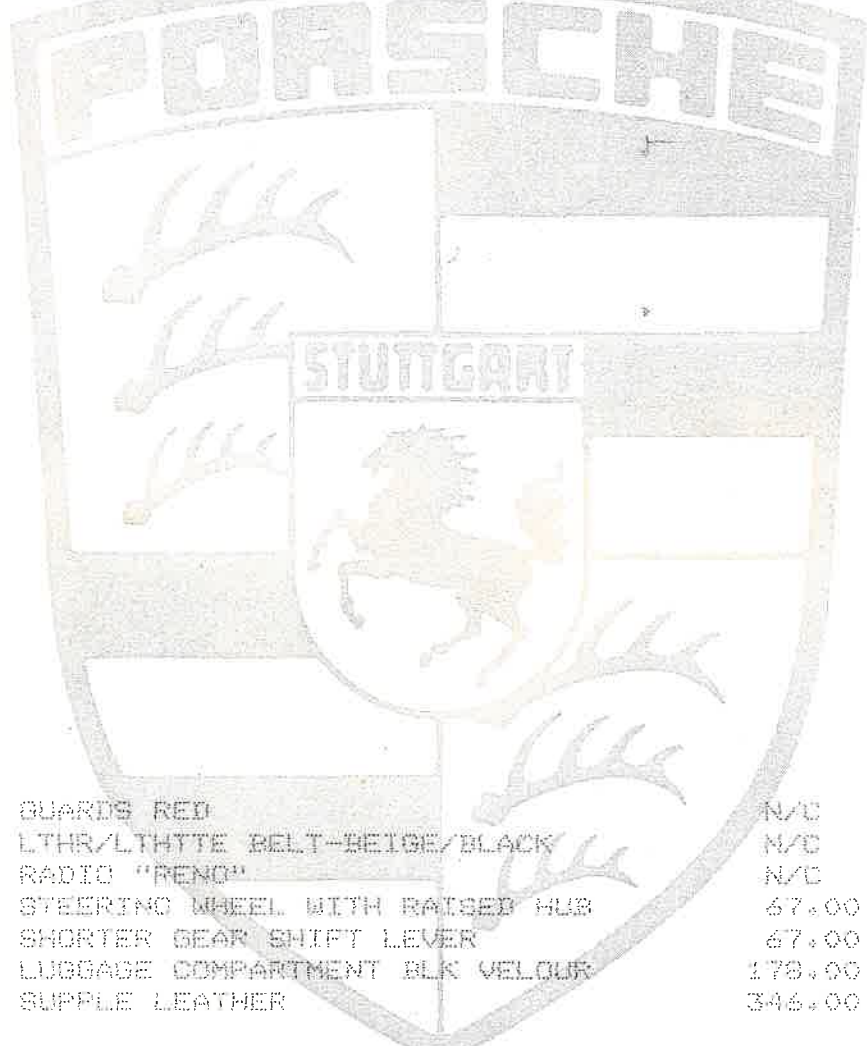 PORSCHE
STUTTGART
GUARDS RED N/C
LTHR/LTHTTE BELT-BEIGE/BLACK N/C
RADIO "RENO" N/C
STEERING WHEEL WITH RAISED HUB 67.00
SHORTER GEAR SHIFT LEVER 67.00
LUGGAGE COMPARTMENT BLK VELOUR 178.00
SUPPLE LEATHER 346.00